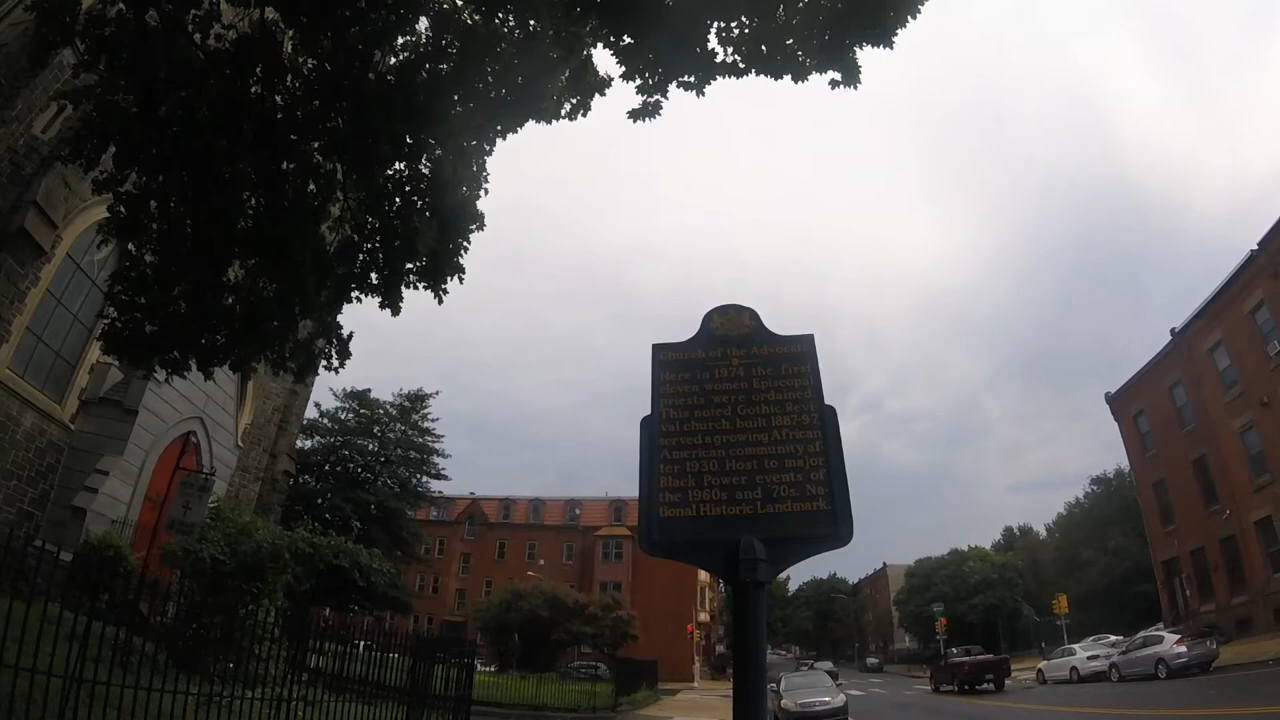 Church of the Advocate
Here in 1974 the first
eleven women Episcopal
priests were ordained.
This noted Gothic Revi-
val church, built 1887-97,
served a growing African
American community af-
ter 1930. Host to major
Black Power events of
the 1960s and '70s. Na-
tional Historic Landmark.